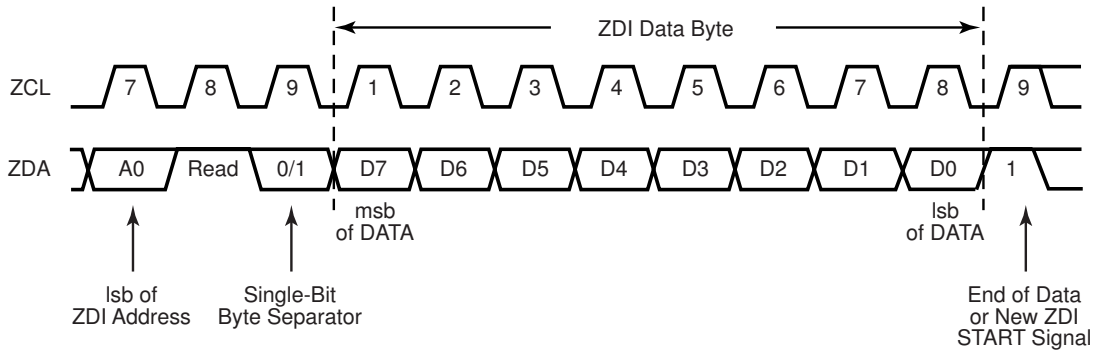 ZDI Data Byte
ZCL 7 8 9 1 2 3 4 5 6 7 8 9
ZDA A0 Read 0/1 D7 D6 D5 D4 D3 D2 D1 D0 1
msb
of DATA
lsb
of DATA
lsb of
ZDI Address
Single-Bit
Byte Separator
End of Data
or New ZDI
START Signal